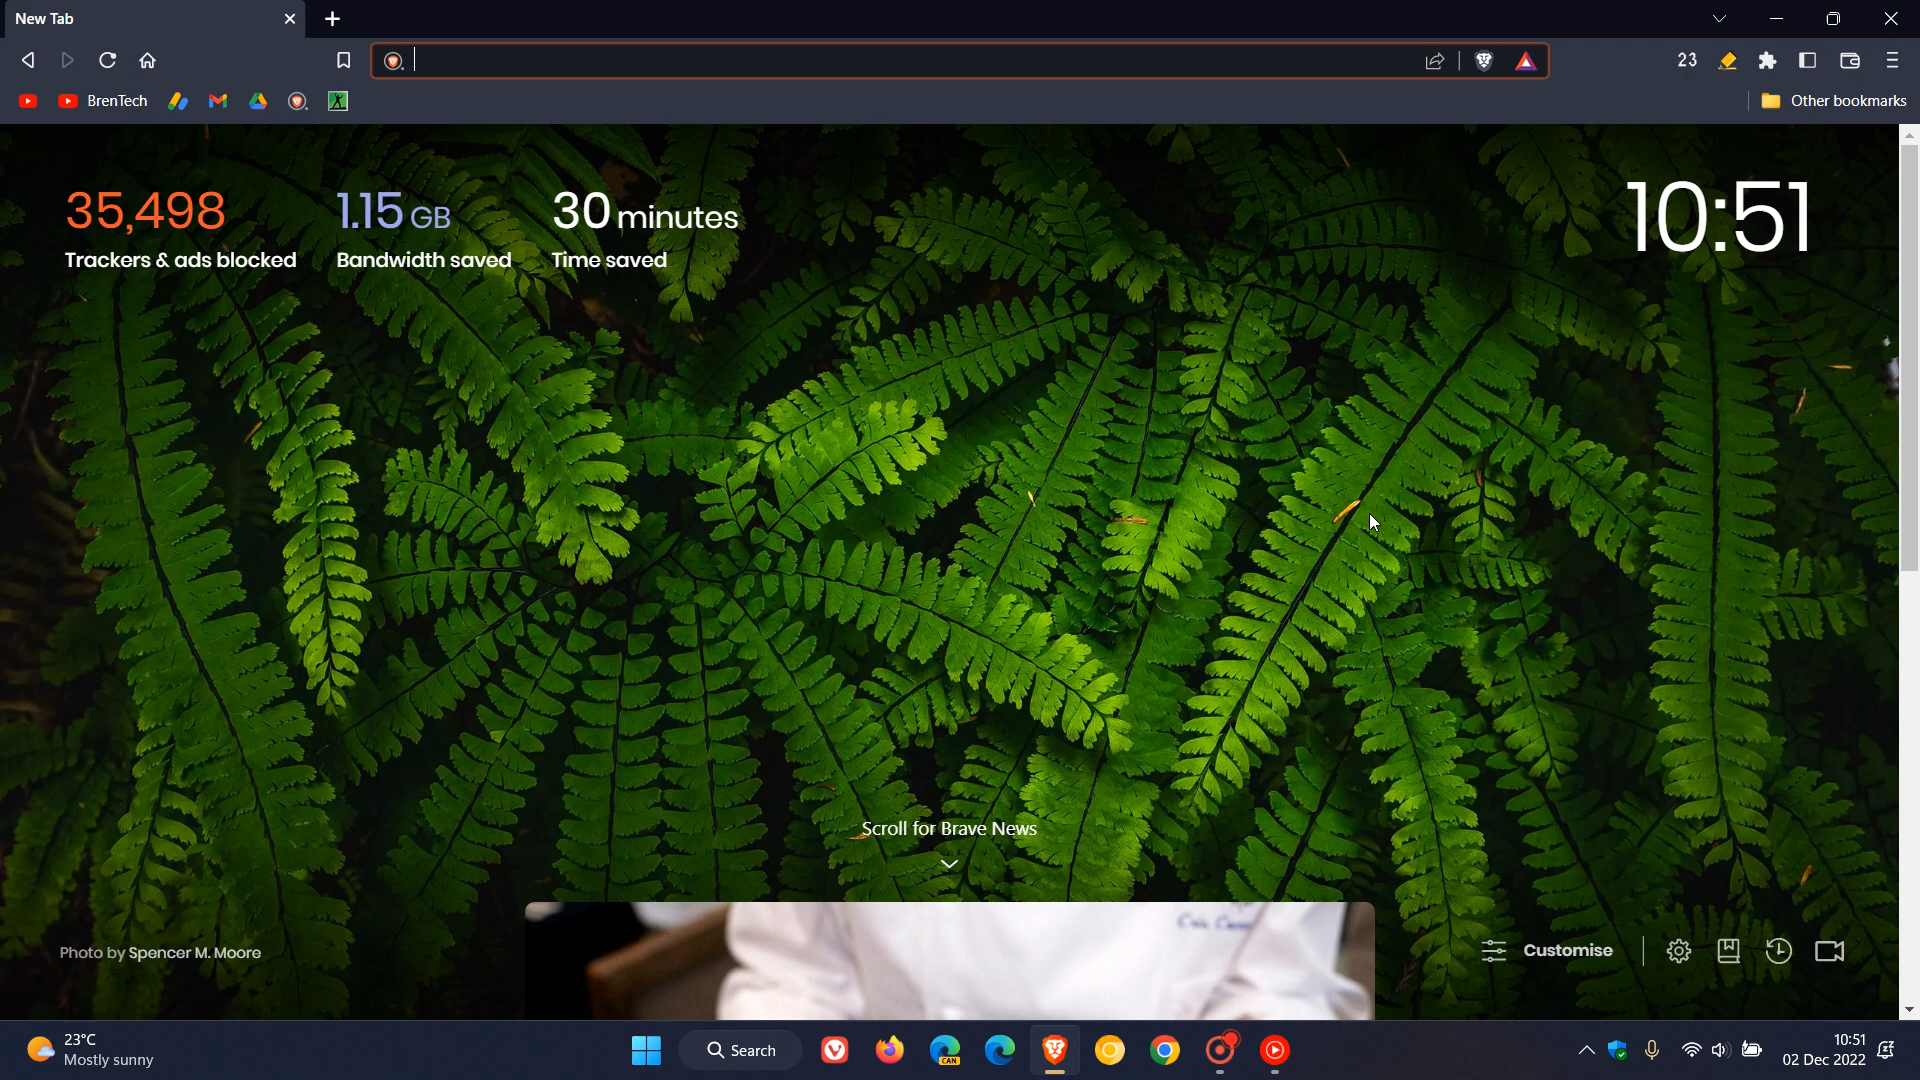 New Tab
23
BrenTech
Other bookmarks
35,498
1.15 GB
30 minutes
10:51
Trackers & ads blocked
Bandwidth saved
Time saved
Scroll for Brave News
Photo by Spencer M. Moore
Customise
23°C
Mostly sunny
Search
CAN
10:51
02 Dec 2022